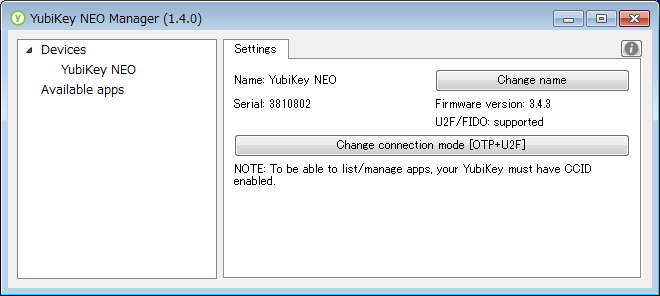 YubiKey NEO Manager (1.4.0)
Devices
YubiKey NEO
Available apps
Settings
Name: YubiKey NEO
Change name
Serial: 3810802
Firmware version: 3.4.3
U2F/FIDO: supported
Change connection mode [OTP+U2F]
NOTE: To be able to list/manage apps, your YubiKey must have CCID
enabled.